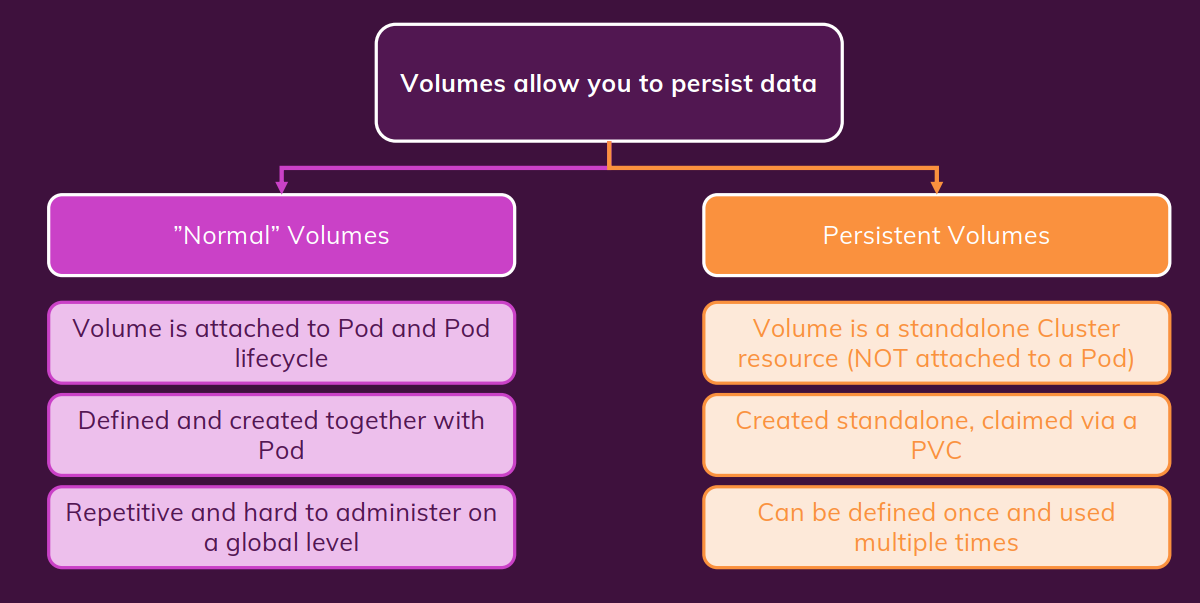 Volumes allow you to persist data
”Normal” Volumes
Volume is attached to Pod and Pod
lifecycle
Defined and created together with
Pod
Repetitive and hard to administer on
a global level
Persistent Volumes
Volume is a standalone Cluster
resource (NOT attached to a Pod)
Created standalone, claimed via a
PVC
Can be defined once and used
multiple times